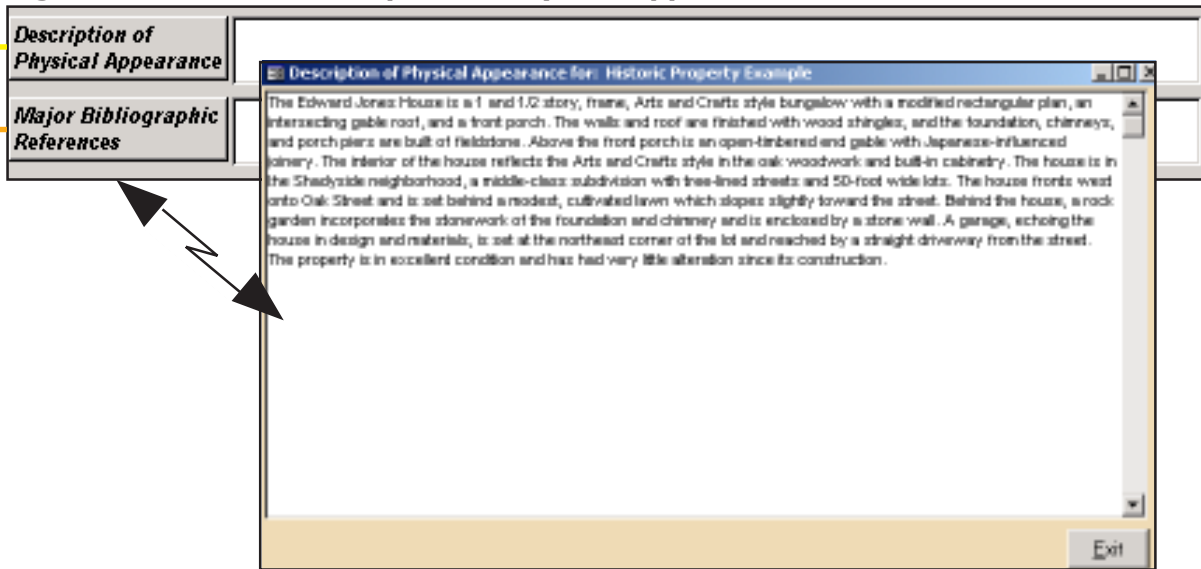 Description of
Physical Appearance
Major Bibliographic
References
Description of Physical Appearance for: Historic Property Example
The Edward Jones House is a 1 and 1/2 story, frame, Arts and Crafts style bungalow with a modified rectangular plan, an
intersecting gable roof, and a front porch. The walls and roof are finished with wood shingles, and the foundation, chimneys,
and porch piers are built of fieldstone. Above the front porch is an open-timbered end gable with Japanese-influenced
joinery. The interior of the house reflects the Arts and Crafts style in the oak woodwork and built-in cabinetry. The house is in
the Shadyside neighborhood, a middle-class subdivision with tree-lined streets and 50-foot wide lots. The house fronts west
onto Oak Street and is set behind a modest, cultivated lawn which slopes slightly toward the street. Behind the house, a rock
garden incorporates the stonework of the foundation and chimney and is enclosed by a stone wall. A garage, echoing the
house in design and materials, is set at the northeast corner of the lot and reached by a straight driveway from the street.
The property is in excellent condition and has had very little alteration since its construction.
Exit